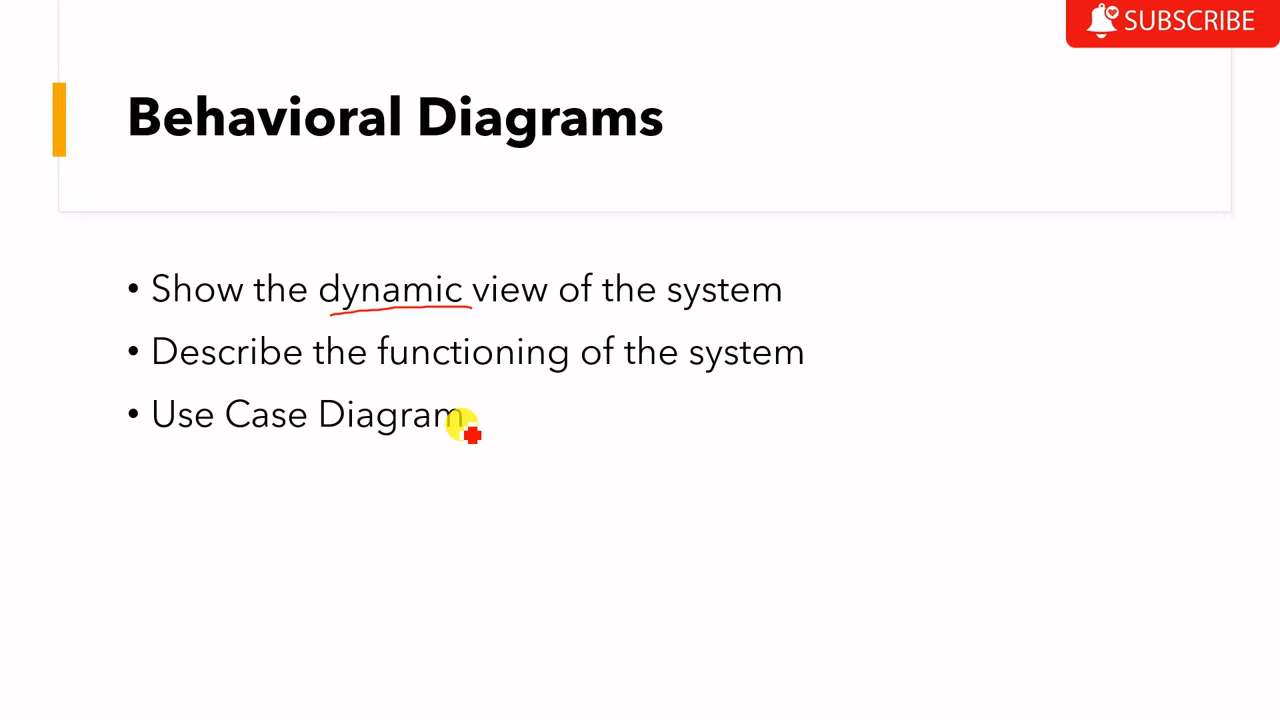 SUBSCRIBE
Behavioral Diagrams
• Show the dynamic view of the system
• Describe the functioning of the system
• Use Case Diagram